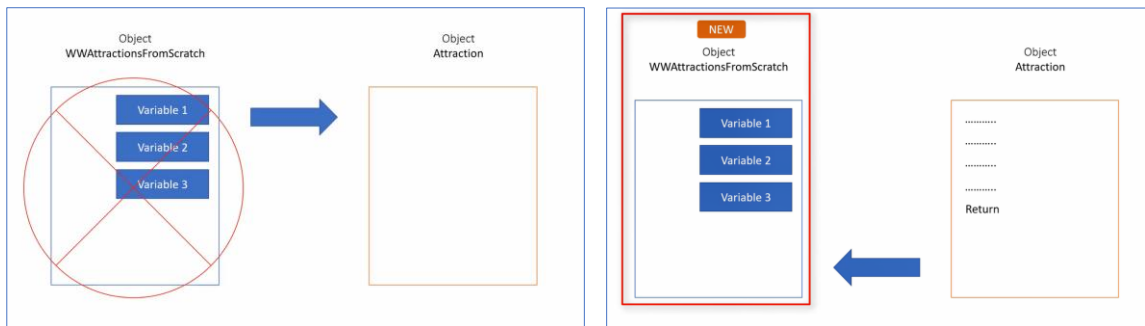 Object
WWAttractionsFromScratch
Variable 1
Variable 2
Variable 3
Object
Attraction
NEW
Object
WWAttractionsFromScratch
Variable 1
Variable 2
Variable 3
Object
Attraction
...........
...........
...........
...........
Return